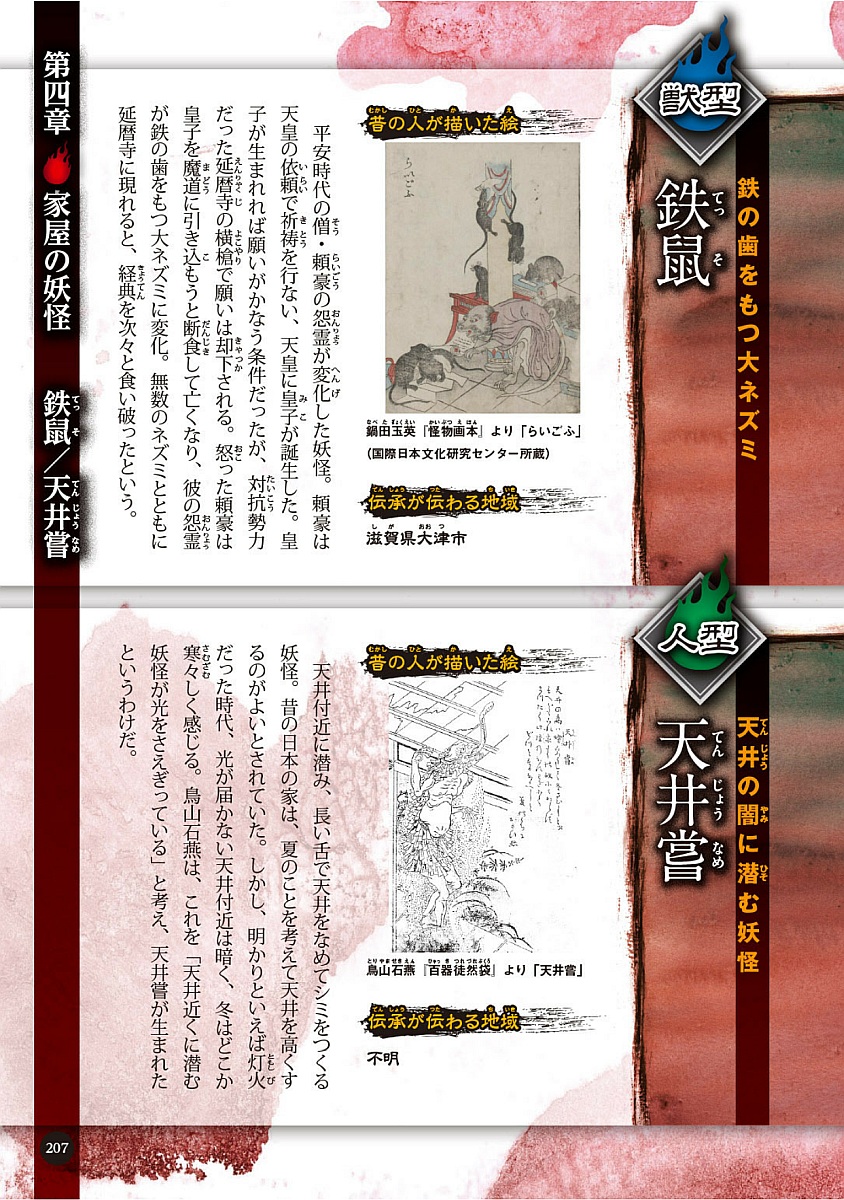 獣型
鉄の歯をもつ大ネズミ
鉄鼠
てっそ
昔の人が描いた絵
らいごふ
鍋田玉英『怪物画本』より「らいごふ」
(国際日本文化研究センター所蔵)
伝承が伝わる地域
滋賀県大津市
平安時代の僧・頼豪の怨霊が変化した妖怪。頼豪は
天皇の依頼で祈祷を行ない、天皇に皇子が誕生した。皇
子が生まれれば願いがかなう条件だったが、対抗勢力
だった延暦寺の横槍で願いは却下される。怒った頼豪は
皇子を魔道に引き込もうと断食して亡くなり、彼の怨霊
が鉄の歯をもつ大ネズミに変化。無数のネズミとともに
延暦寺に現れると、経典を次々と食い破ったという。
人型
天井の闇に潜む妖怪
天井嘗
てんじょうなめ
昔の人が描いた絵
天井嘗
鳥山石燕『百器徒然袋』より「天井嘗」
伝承が伝わる地域
不明
天井付近に潜み、長い舌で天井をなめてシミをつくる
妖怪。昔の日本の家は、夏のことを考えて天井を高くす
るのがよいとされていた。しかし、明かりといえば灯火
だった時代、光が届かない天井付近は暗く、冬はどこか
寒々しく感じる。鳥山石燕は、これを「天井近くに潜む
妖怪が光をさえぎっている」と考え、天井嘗が生まれた
というわけだ。
第四章 家屋の妖怪 鉄鼠/天井嘗
207